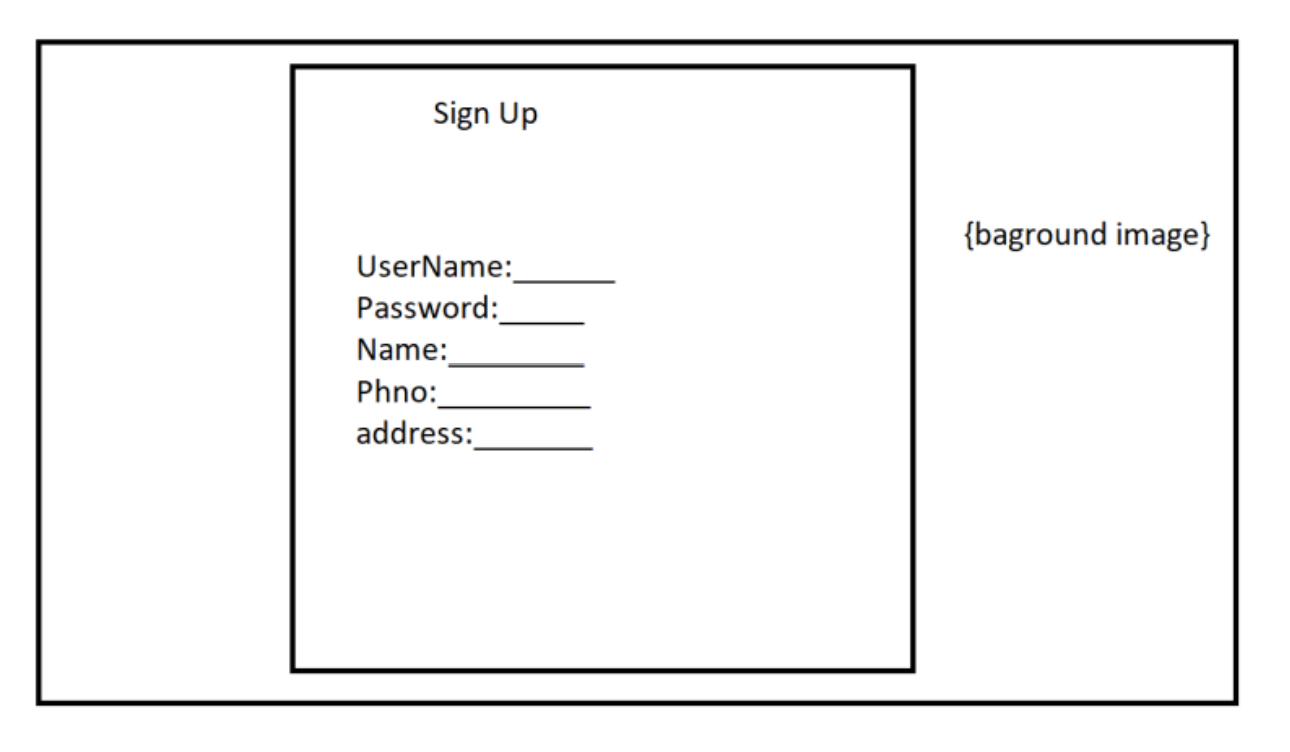 Sign Up
{baground image}
UserName:______
Password:_____
Name:________
Phno:_________
address:_______